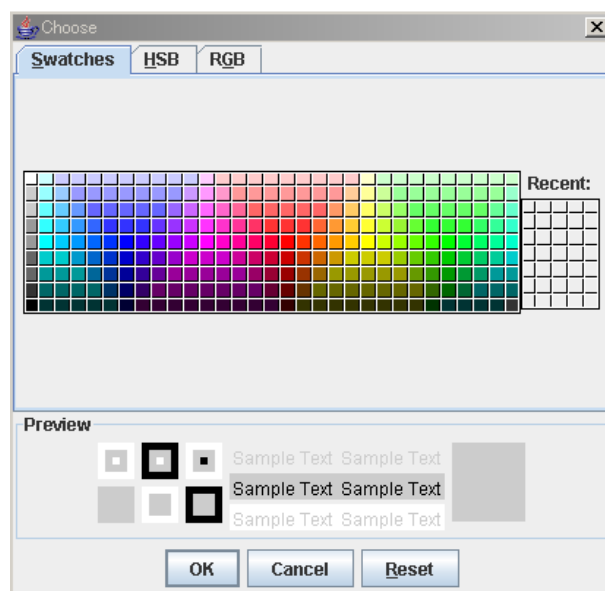 Choose
Swatches HSB RGB
Recent:
Preview
Sample Text Sample Text
Sample Text Sample Text
Sample Text Sample Text
OK Cancel Reset